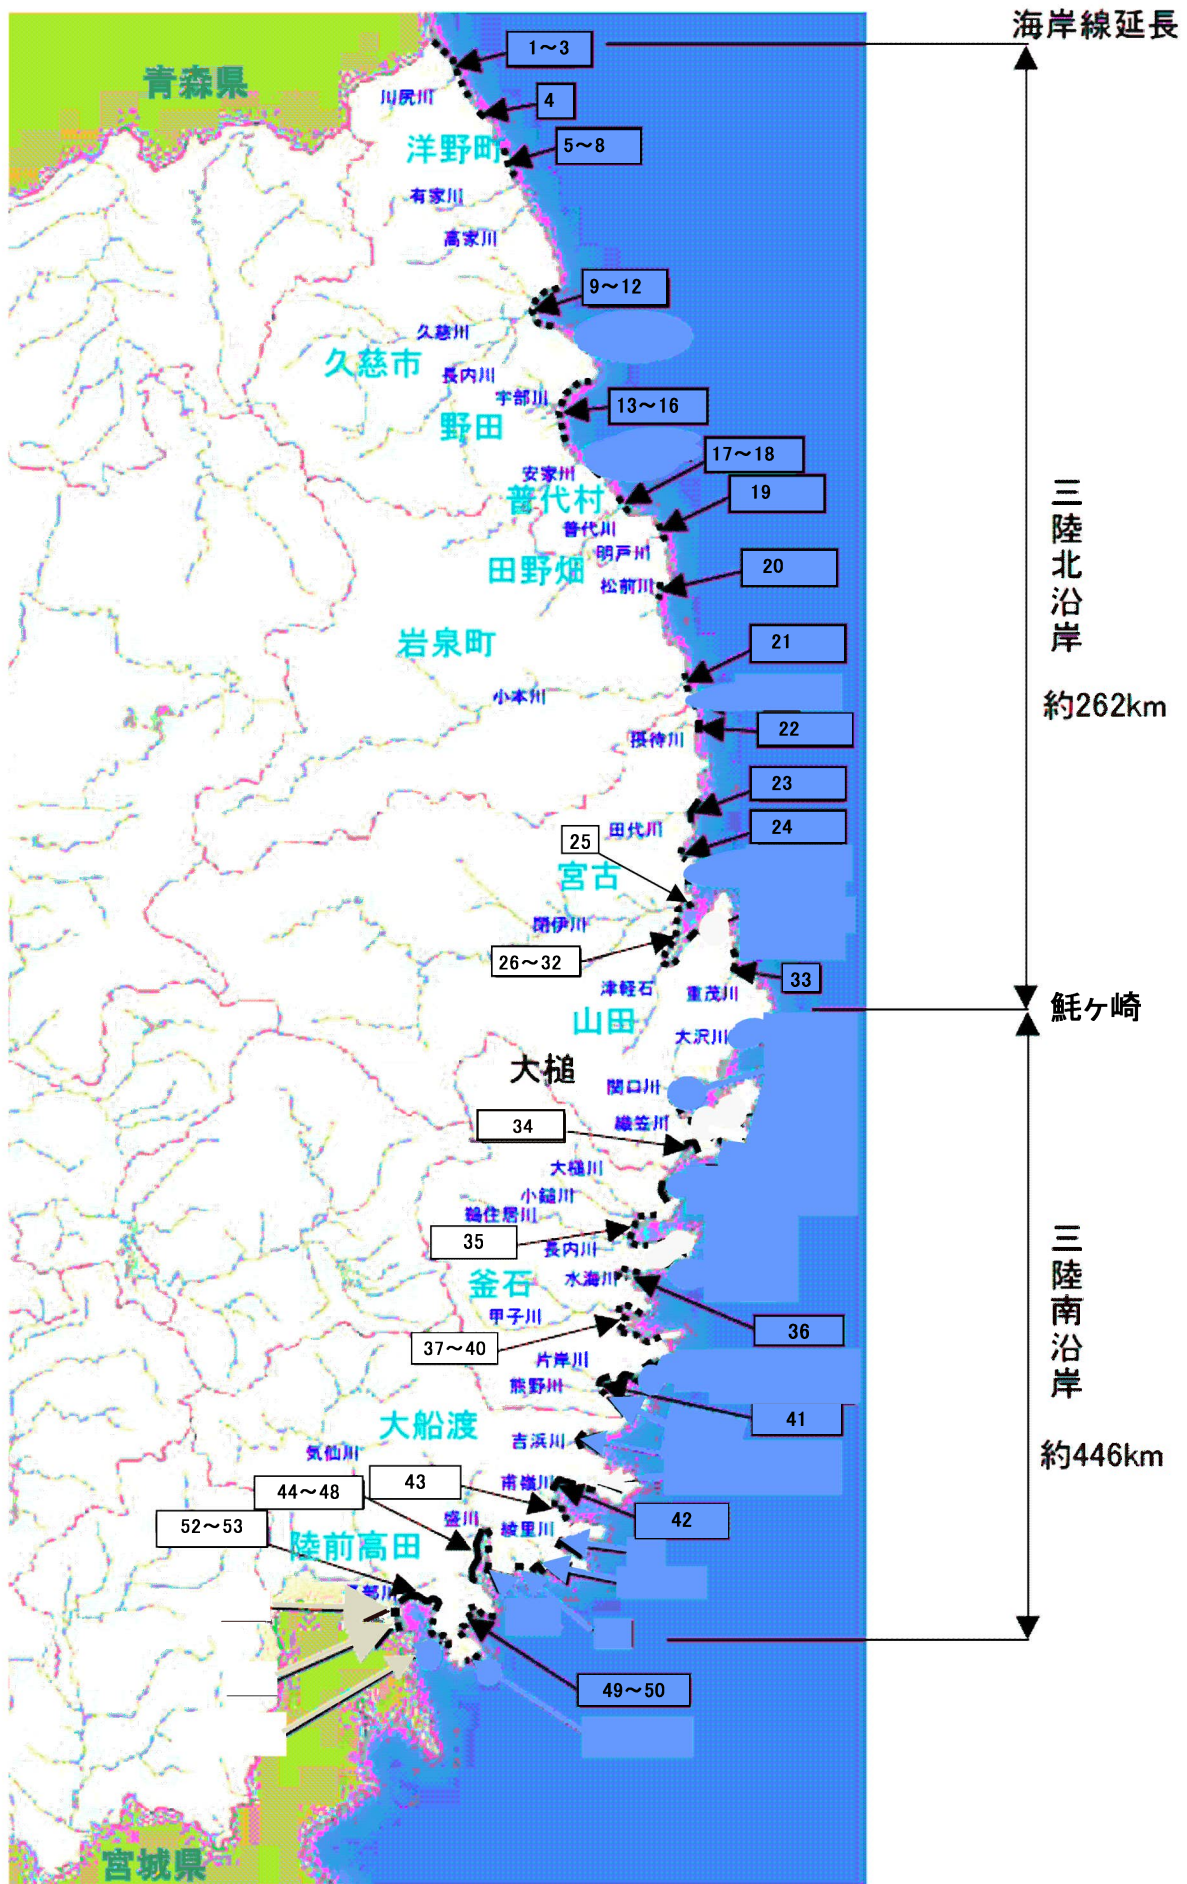 海岸線延長
1～3
青森県
川尻川
4
洋野町
5～8
有家川
高家川
9～12
久慈川
久慈市
長内川
宇部川
13～16
野田
17～18
安家川
普代村
19
三陸北沿岸
普代川
明戸川
田野畑
20
松前川
21
岩泉町
小本川
約262km
22
摂待川
23
田代川
24
25
宮古
閉伊川
26～32
33
津軽石
重茂川
魹ヶ崎
山田
大沢川
大槌
関口川
34
織笠川
大槌川
小鎚川
鵜住居川
35
長内川
三陸南沿岸
水海川
釜石
甲子川
36
37～40
片岸川
熊野川
41
大船渡
吉浜川
気仙川
約446km
43
甫嶺川
44～48
42
盛川
綾里川
52～53
陸前高田
部川
49～50
宮城県